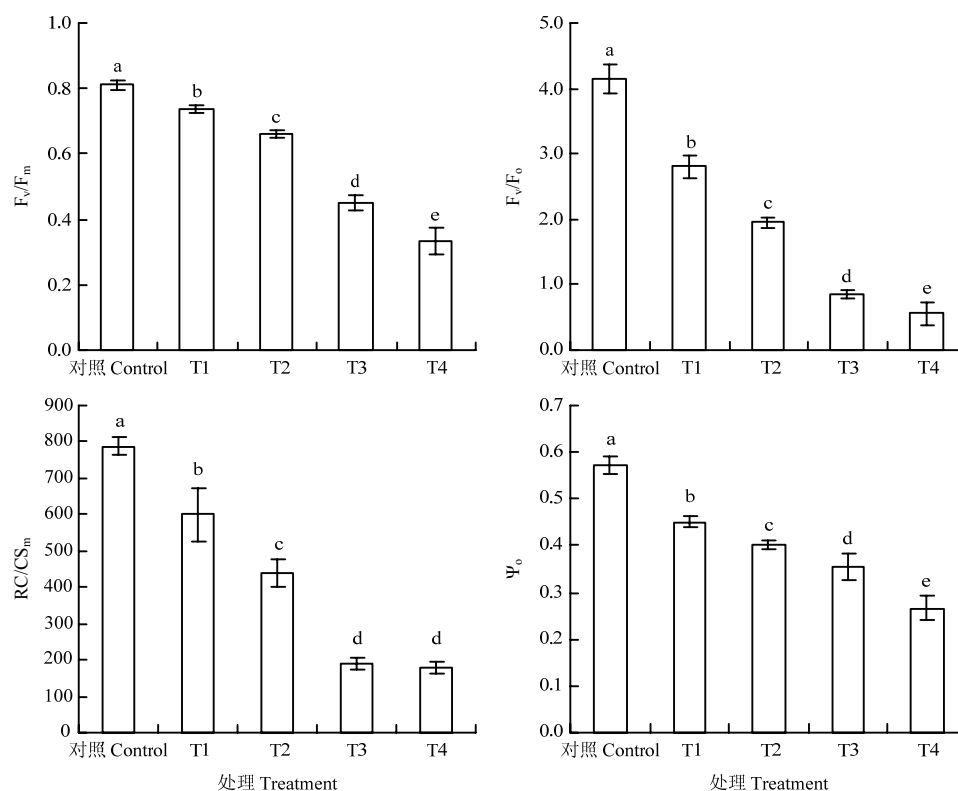 1.0
0.8
0.6
0.4
0.2
0.0
Fv/Fm
a
b
c
d
e
对照 Control T1 T2 T3 T4
5.0
4.0
3.0
2.0
1.0
0.0
Fv/Fo
a
b
c
d
e
对照 Control T1 T2 T3 T4
900
800
700
600
500
400
300
200
100
0
RC/CSm
a
b
c
d d
对照 Control T1 T2 T3 T4
处理 Treatment
0.7
0.6
0.5
0.4
0.3
0.2
0.1
0.0
Ψo
a
b
c
d
e
对照 Control T1 T2 T3 T4
处理 Treatment